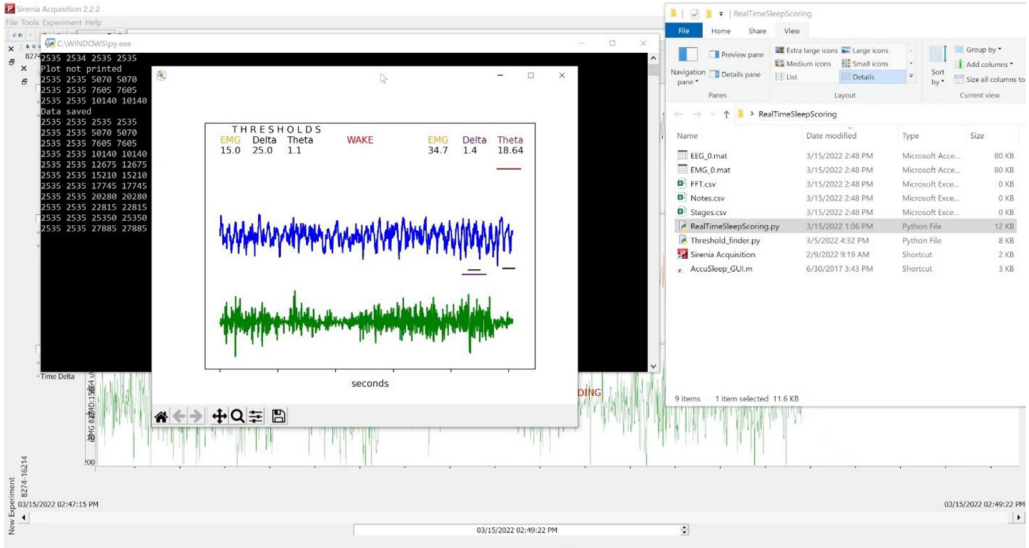 Sirenia Acquisition 2.2.2
File Tools Experiment Help
C:\WINDOWS\py.exe
2535 2534 2535 2535
Plot not printed
2535 2535 5070 5070
2535 2535 7605 7605
2535 2535 10140 10140
Data saved
2535 2535 2535 2535
2535 2535 5070 5070
2535 2535 7605 7605
2535 2535 10140 10140
2535 2535 12675 12675
2535 2535 15210 15210
2535 2535 17745 17745
2535 2535 20280 20280
2535 2535 22815 22815
2535 2535 25350 25350
2535 2535 27885 27885
THRESHOLDS
EMG Delta Theta WAKE EMG Delta Theta
15.0 25.0 1.1 34.7 1.4 18.64
seconds
RealTimeSleepScoring
File Home Share View
Navigation pane
Preview pane
Details pane
Panes
Extra large icons Large icons
Medium icons Small icons
List Details
Layout
Sort by
Group by
Add columns
Size all columns to
Current view
RealTimeSleepScoring
Name Date modified Type Size
EEG_0.mat 3/15/2022 2:48 PM Microsoft Acce... 80 KB
EMG_0.mat 3/15/2022 2:48 PM Microsoft Acce... 80 KB
FFT.csv 3/15/2022 2:48 PM Microsoft Exce... 0 KB
Notes.csv 3/15/2022 2:48 PM Microsoft Exce... 0 KB
Stages.csv 3/15/2022 2:48 PM Microsoft Exce... 0 KB
RealTimeSleepScoring.py 3/15/2022 1:06 PM Python File 12 KB
Threshold_finder.py 3/5/2022 4:32 PM Python File 8 KB
Sirenia Acquisition 2/9/2022 9:19 AM Shortcut 2 KB
AccuSleep_GUI.m 6/30/2017 3:43 PM Shortcut 3 KB
9 items 1 item selected 11.6 KB
Time Delta
DING
8274-16214
New Experiment
03/15/2022 02:47:15 PM
03/15/2022 02:49:22 PM
03/15/2022 02:49:22 PM